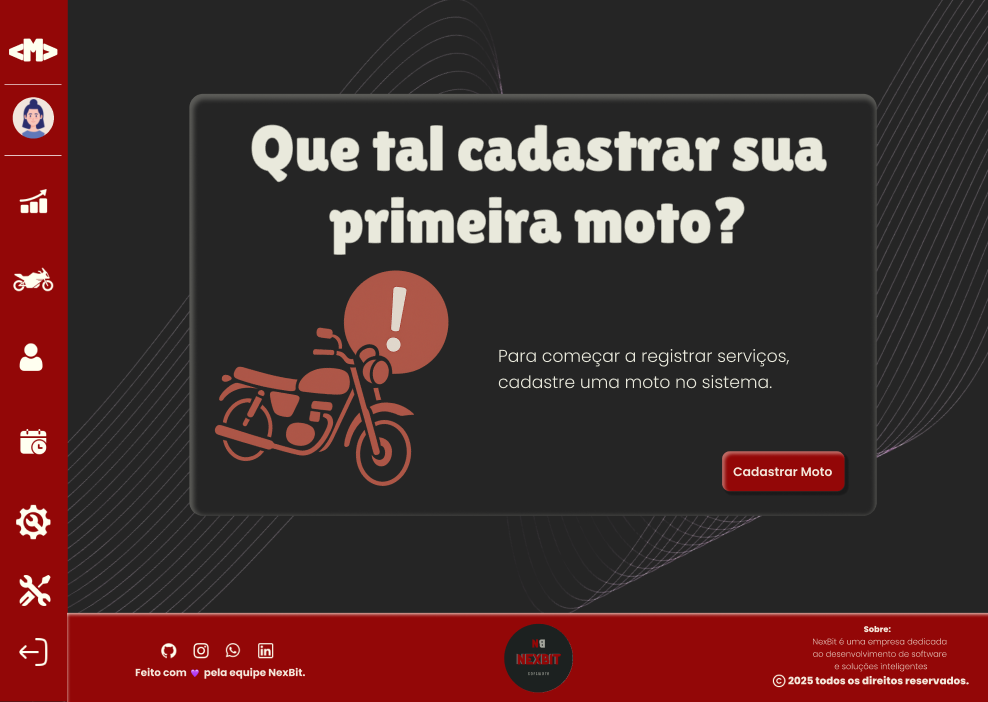 <M>
Que tal cadastrar sua
primeira moto?
!
Para começar a registrar serviços,
cadastre uma moto no sistema.
Cadastrar Moto
Feito com 💜 pela equipe NexBit.
NB
NEXBIT
SOFTWARE
Sobre:
NexBit é uma empresa dedicada
ao desenvolvimento de software
e soluções inteligentes
© 2025 todos os direitos reservados.